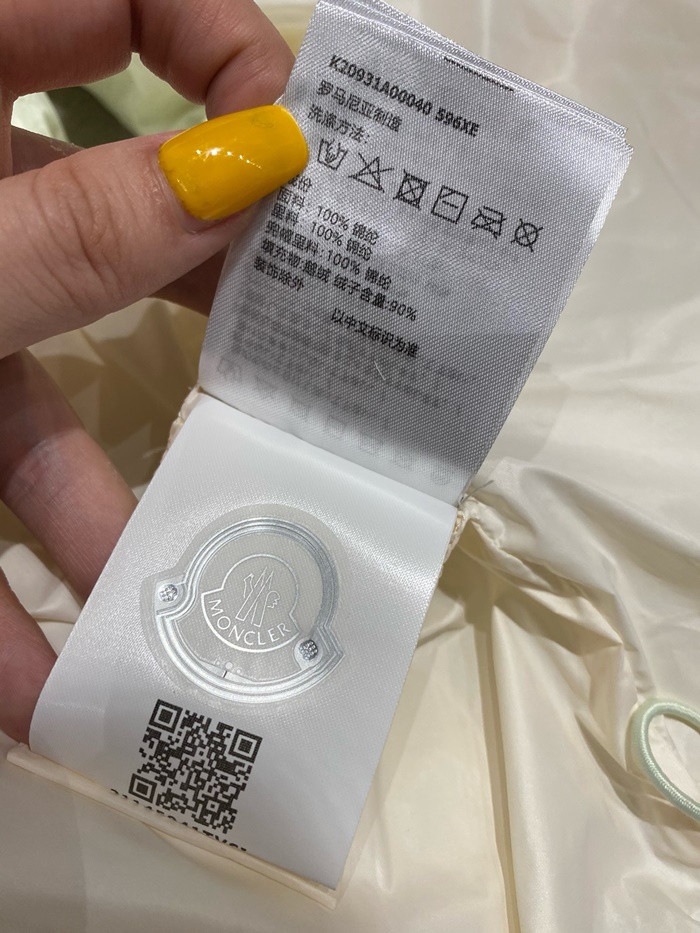 K20931A00040 596XE
罗马尼亚制造
洗涤方法:
面料: 100% 锦纶
里料: 100% 锦纶
兜帽里料: 100% 锦纶
填充物:鹅绒 绒子含量:90%
装饰除外
以中文标识为准
MONCLER